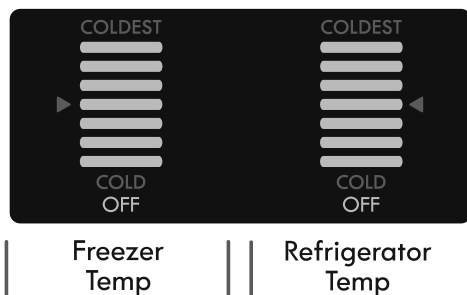 COLDEST COLDEST
COLD COLD
OFF OFF
Freezer Refrigerator
Temp Temp